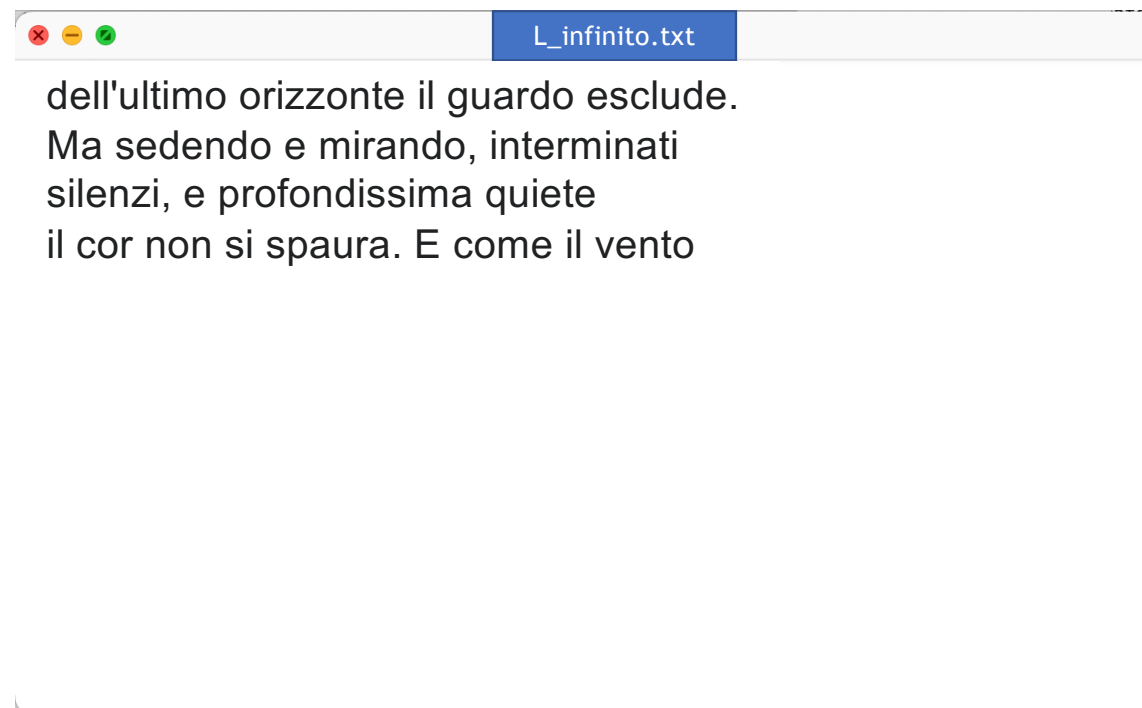 L_infinito.txt
dell'ultimo orizzonte il guardo esclude.
Ma sedendo e mirando, interminati
silenzi, e profondissima quiete
il cor non si spaura. E come il vento